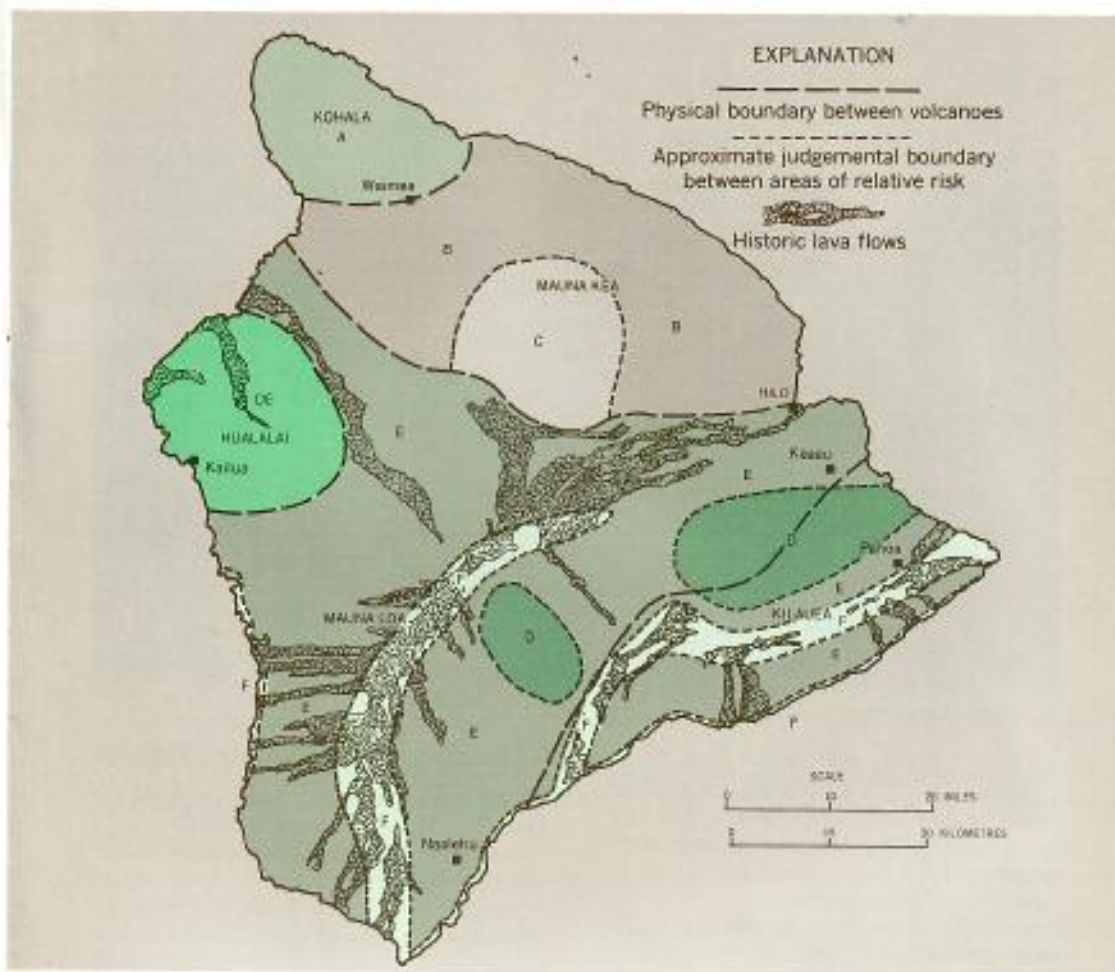 EXPLANATION
Physical boundary between volcanoes
Approximate judgemental boundary
between areas of relative risk
Historic lava flows
KOHALA
A
Waimea
B
MAUNA KEA
C
B
HILO
DE
HUALALAI
Kailua
E
Keaau
E
D
Pahoa
E
KILAUEA
F
E
MAUNA LOA
D
F
E
E
F
F
F
Naalehu
SCALE
0 10 20 MILES
0 15 30 KILOMETRES